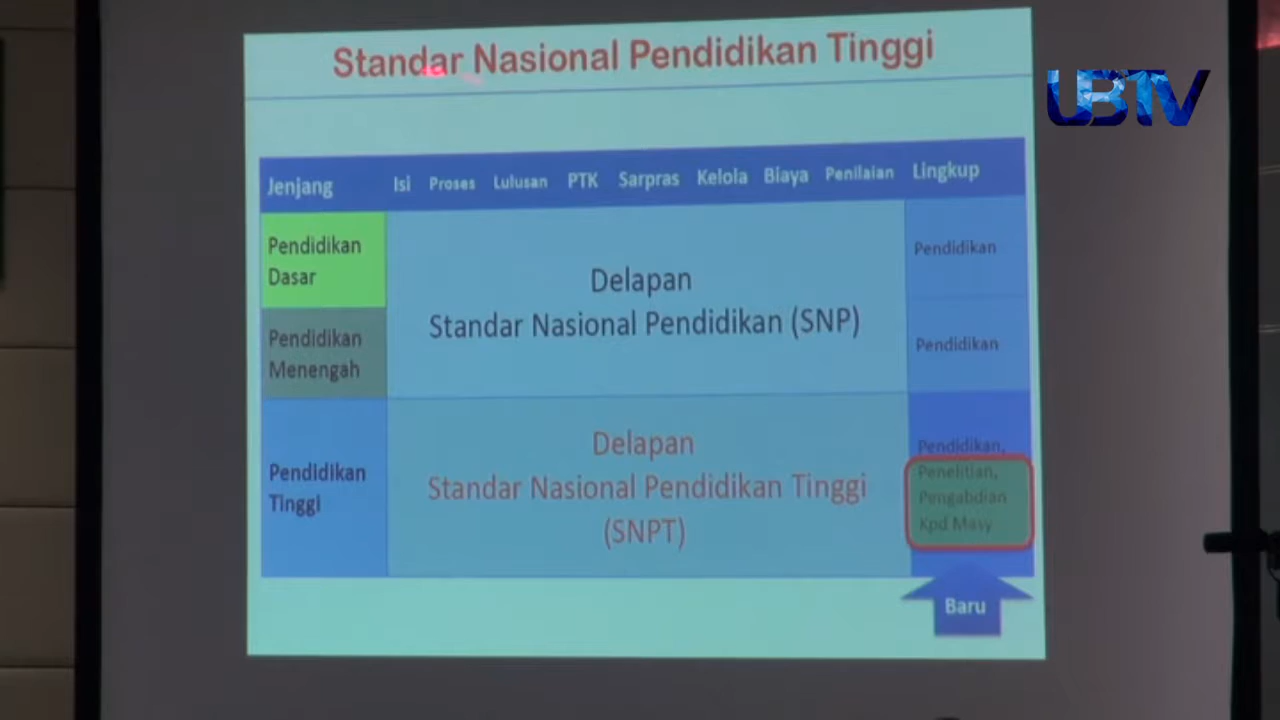 Standar Nasional Pendidikan Tinggi
UBTV
Jenjang Isi Proses Lulusan PTK Sarpras Kelola Biaya Penilaian Lingkup
Pendidikan
Dasar
Delapan
Standar Nasional Pendidikan (SNP)
Pendidikan
Pendidikan
Menengah
Pendidikan
Pendidikan
Tinggi
Delapan
Standar Nasional Pendidikan Tinggi
(SNPT)
Pendidikan,
Penelitian,
Pengabdian
Kpd Masy
Baru